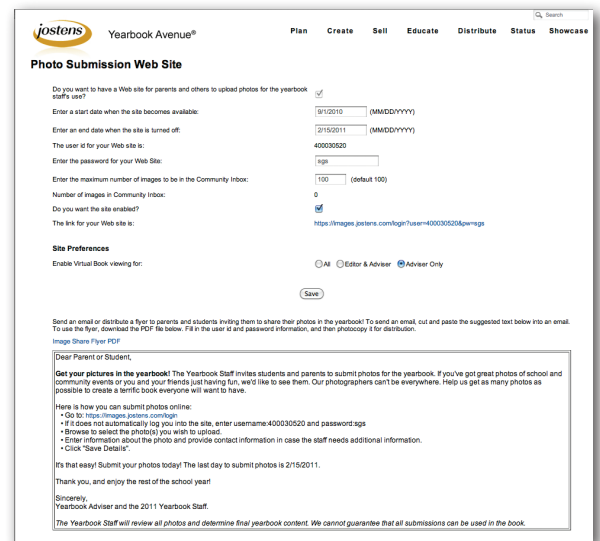 Search
jostens
Yearbook Avenue®
Plan Create Sell Educate Distribute Status Showcase
Photo Submission Web Site
Do you want to have a Web site for parents and others to upload photos for the yearbook
staff's use?
Enter a start date when the site becomes available: 9/1/2010 (MM/DD/YYYY)
Enter an end date when the site is turned off: 2/15/2011 (MM/DD/YYYY)
The user id for your Web site is: 400030520
Enter the password for your Web Site: sgs
Enter the maximum number of images to be in the Community Inbox: 100 (default 100)
Number of images in Community Inbox: 0
Do you want the site enabled?
The link for your Web site is: https://images.jostens.com/login?user=400030520&pw=sgs
Site Preferences
Enable Virtual Book viewing for: All Editor & Adviser Adviser Only
Save
Send an email or distribute a flyer to parents and students inviting them to share their photos in the yearbook! To send an email, cut and paste the suggested text below into an email.
To use the flyer, download the PDF file below. Fill in the user id and password information, and then photocopy it for distribution.
Image Share Flyer PDF
Dear Parent or Student,
Get your pictures in the yearbook! The Yearbook Staff invites students and parents to submit photos for the yearbook. If you've got great photos of school and
community events or you and your friends just having fun, we'd like to see them. Our photographers can't be everywhere. Help us get as many photos as
possible to create a terrific book everyone will want to have.
Here is how you can submit photos online:
• Go to: https://images.jostens.com/login
• If it does not automatically log you into the site, enter username:400030520 and password:sgs
• Browse to select the photo(s) you wish to upload.
• Enter information about the photo and provide contact information in case the staff needs additional information.
• Click "Save Details".
It's that easy! Submit your photos today! The last day to submit photos is 2/15/2011.
Thank you, and enjoy the rest of the school year!
Sincerely,
Yearbook Adviser and the 2011 Yearbook Staff.
The Yearbook Staff will review all photos and determine final yearbook content. We cannot guarantee that all submissions can be used in the book.